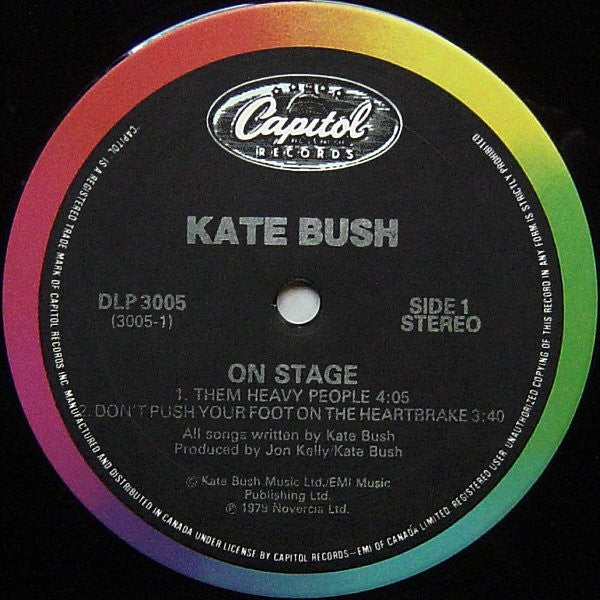 Capitol
RECORDS
KATE BUSH
DLP 3005
(3005-1)
SIDE 1
STEREO
ON STAGE
1. THEM HEAVY PEOPLE 4:05
2. DON'T PUSH YOUR FOOT ON THE HEARTBRAKE 3:40
All songs written by Kate Bush
Produced by Jon Kelly/Kate Bush
© Kate Bush Music Ltd./EMI Music
Publishing Ltd.
℗ 1979 Novercia Ltd.
"CAPITOL" IS A REGISTERED TRADE MARK OF CAPITOL RECORDS INC. MANUFACTURED AND DISTRIBUTED IN CANADA UNDER LICENSE BY CAPITOL RECORDS–EMI OF CANADA LIMITED. REGISTERED USER. UNAUTHORIZED COPYING OF THIS RECORD IN ANY FORM IS STRICTLY PROHIBITED